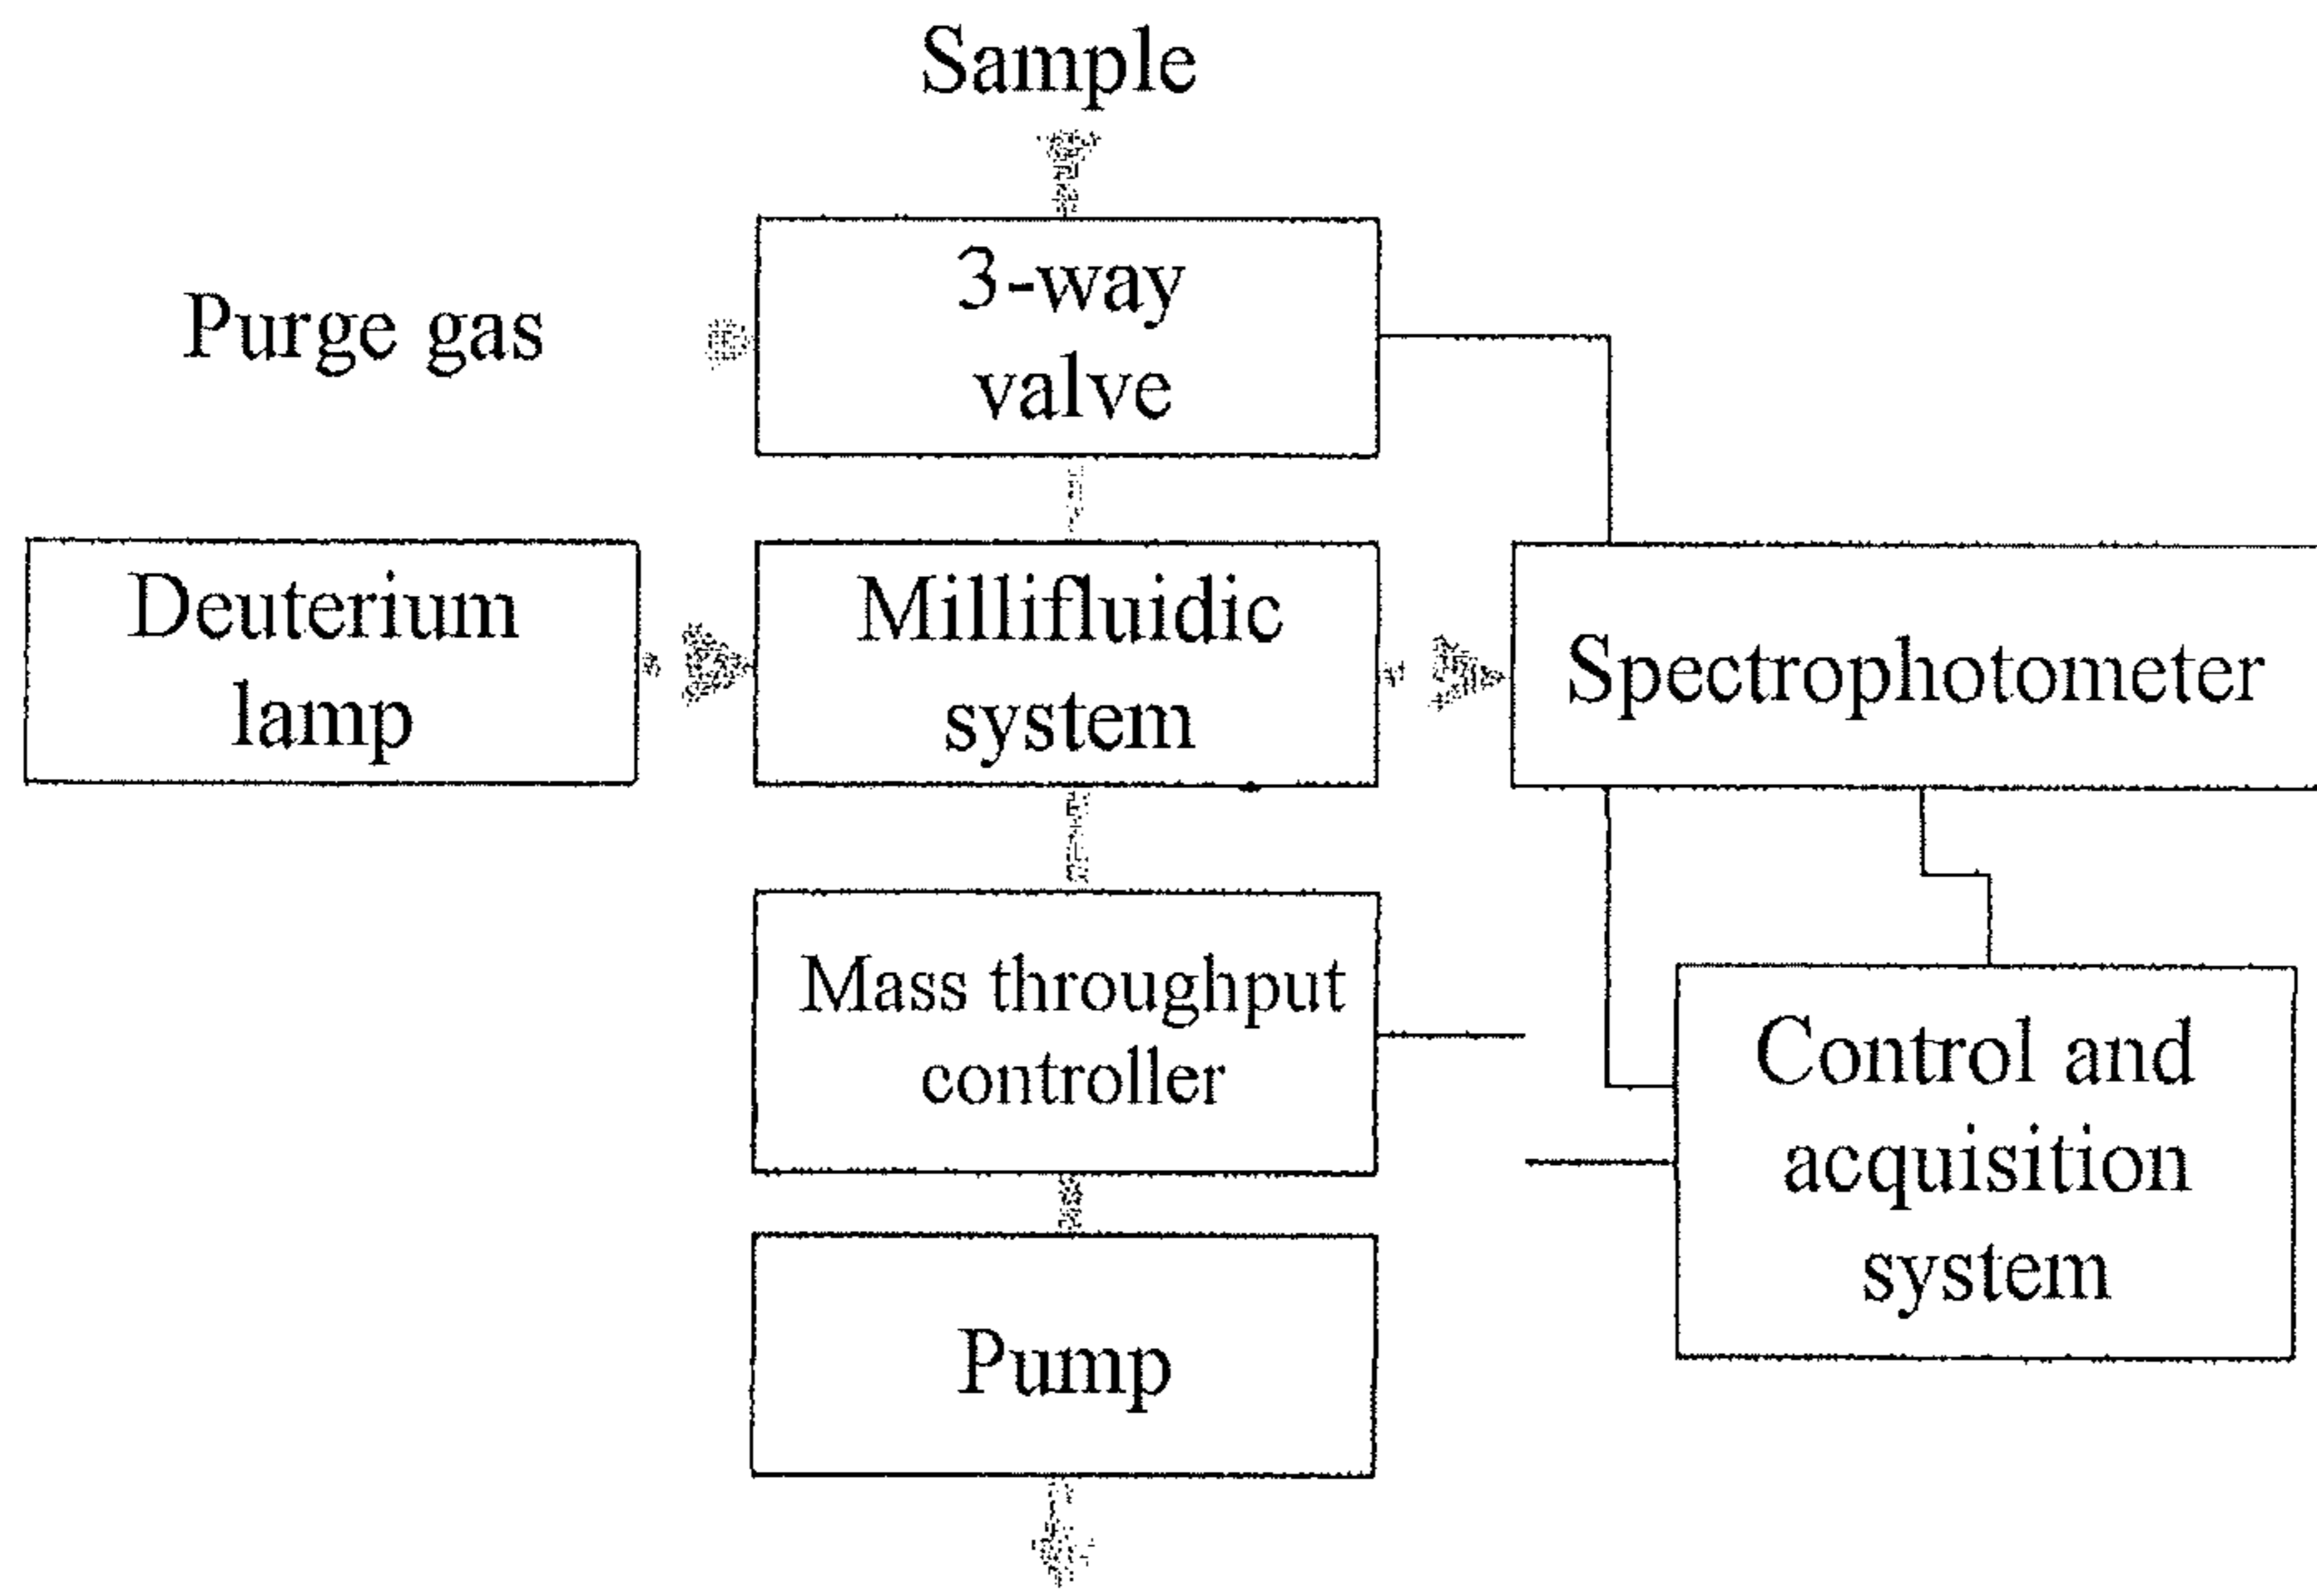 Sample
3-way
valve
Purge gas
Deuterium
lamp
Millifluidic
system
Spectrophotometer
Mass throughput
controller
Control and
acquisition
system
Pump